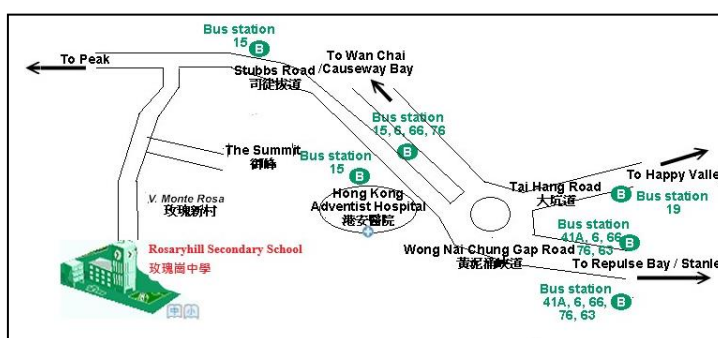 Bus station
15
B
To Peak
Stubbs Road
司徒拔道
To Wan Chai
/Causeway Bay
Bus station
15, 6, 66, 76
B
The Summit
御峰
Bus station
15
B
V. Monte Rosa
玫瑰新村
Hong Kong
Adventist Hospital
港安醫院
Tai Hang Road
大坑道
To Happy Valle
B
Bus station
19
Bus station
41A, 6, 66
76, 63
B
Wong Nai Chung Gap Road
黃泥涌峽道
To Repulse Bay / Stanle
Bus station
41A, 6, 66,
76, 63
B
Rosaryhill Secondary School
玫瑰崗中學
中小